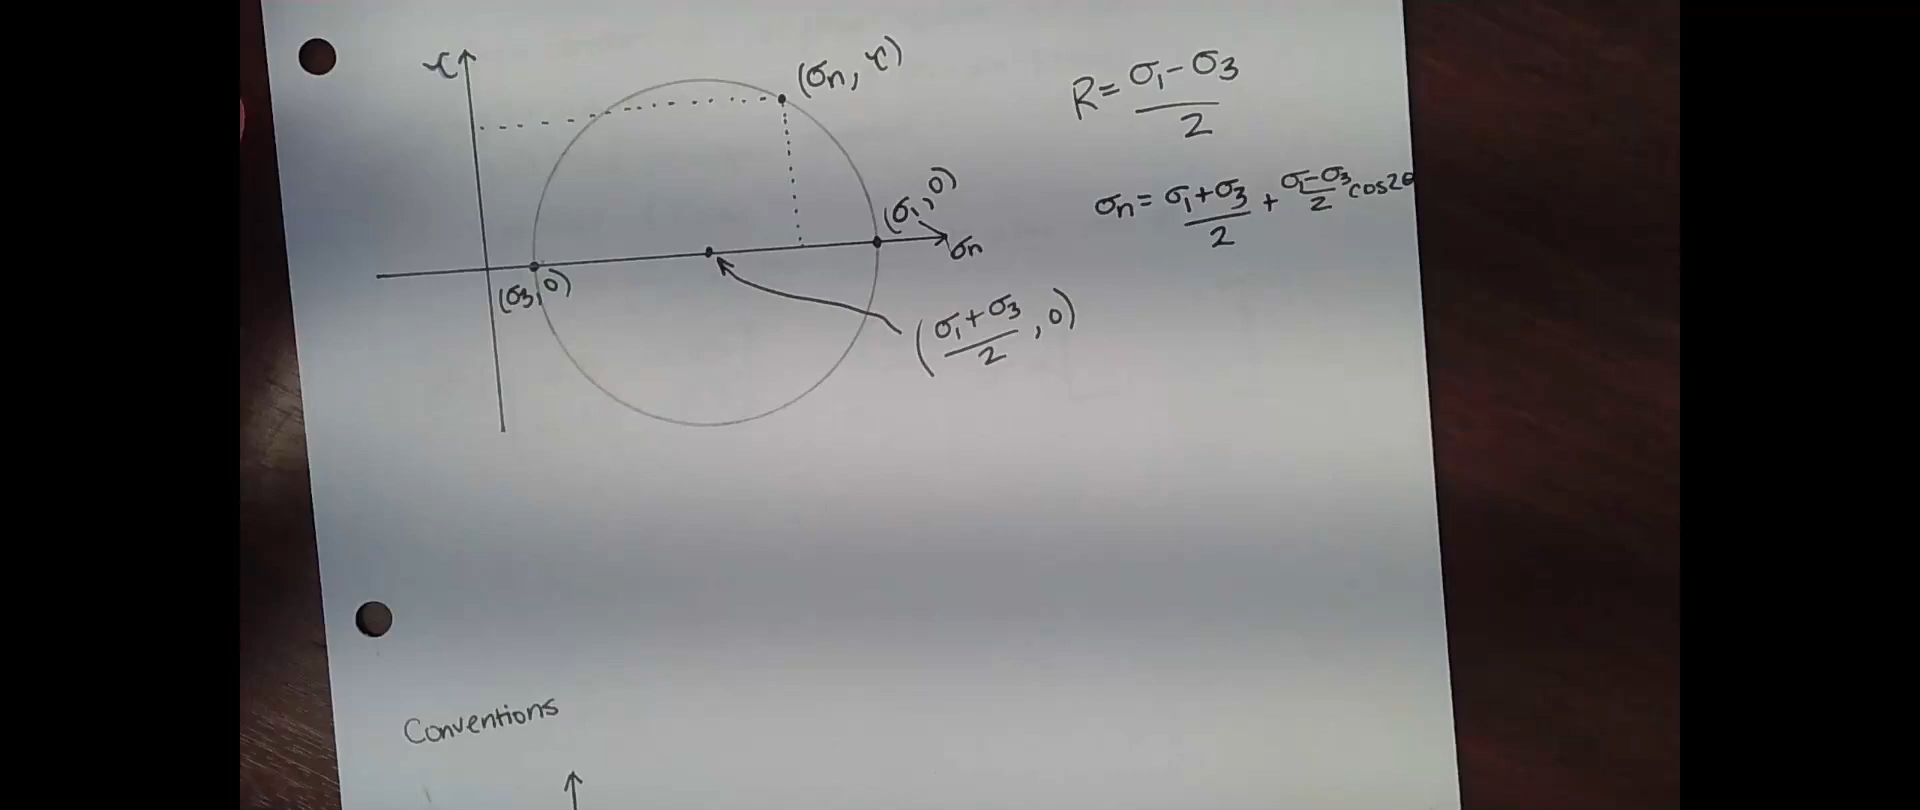 τ
(σn, τ)
R = σ1 - σ3 / 2
(σ1, 0)
σn = σ1 + σ3 / 2 + σ1 - σ3 / 2 cos2θ
σn
(σ3, 0)
(σ1 + σ3 / 2, 0)
Conventions